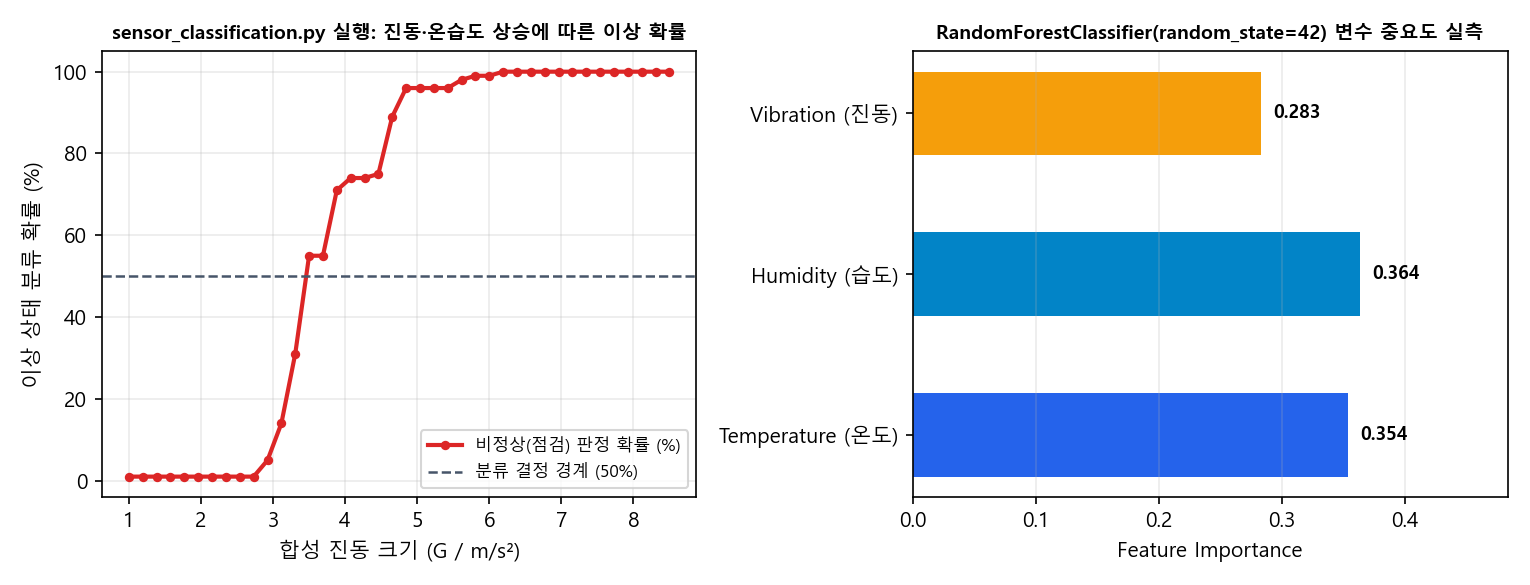 sensor_classification.py 실행: 진동·온습도 상승에 따른 이상 확률
100
80
60
40
20
0
이상 상태 분류 확률 (%)
비정상(점검) 판정 확률 (%)
분류 결정 경계 (50%)
1 2 3 4 5 6 7 8
합성 진동 크기 (G / m/s²)
RandomForestClassifier(random_state=42) 변수 중요도 실측
Vibration (진동)
0.283
Humidity (습도)
0.364
Temperature (온도)
0.354
0.0 0.1 0.2 0.3 0.4
Feature Importance